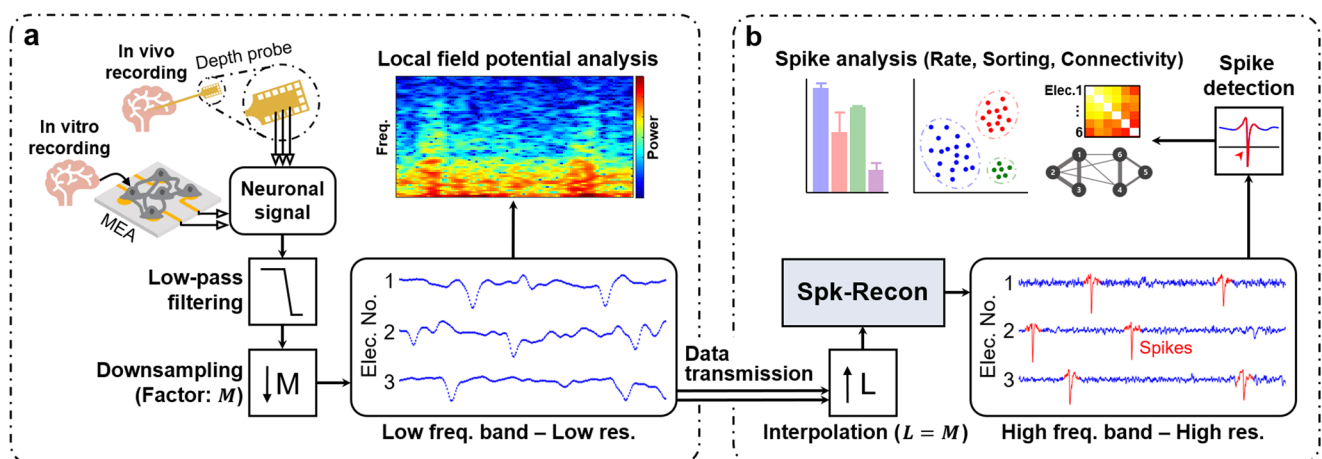 a
In vivo
recording
Depth probe
In vitro
recording
MEA
Neuronal
signal
Local field potential analysis
Freq.
Power
Low-pass
filtering
Downsampling
(Factor: M)
↓ M
Elec. No.
1
2
3
Low freq. band – Low res.
Data
transmission
b
Spike analysis (Rate, Sorting, Connectivity)
Elec.1
⋮
6
1
2
3
4
5
6
Spike
detection
↑ L
Interpolation (L = M)
Spk-Recon
Elec. No.
1
2
3
Spikes
High freq. band – High res.